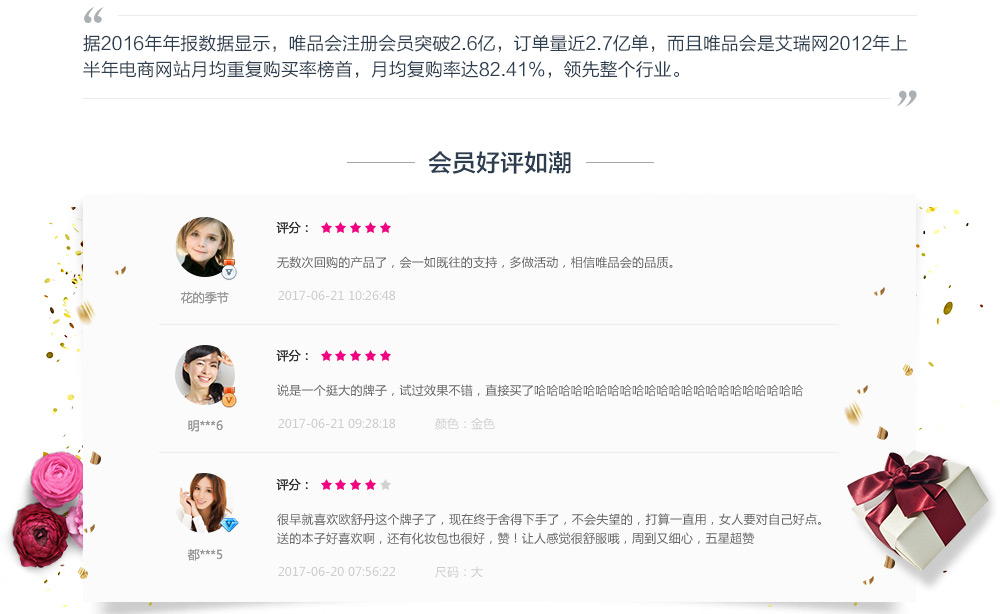 “
据2016年年报数据显示，唯品会注册会员突破2.6亿，订单量近2.7亿单，而且唯品会是艾瑞网2012年上
半年电商网站月均重复购买率榜首，月均复购率达82.41%，领先整个行业。
”
会员好评如潮
评分：
无数次回购的产品了，会一如既往的支持，多做活动，相信唯品会的品质。
花的季节
2017-06-21 10:26:48
评分：
说是一个挺大的牌子，试过效果不错，直接买了哈哈哈哈哈哈哈哈哈哈哈哈哈哈哈哈哈哈哈哈哈哈
明***6
2017-06-21 09:28:18 颜色：金色
评分：
很早就喜欢欧舒丹这个牌子了，现在终于舍得下手了，不会失望的，打算一直用，女人要对自己好点。
送的本子好喜欢啊，还有化妆包也很好，赞！让人感觉很舒服哦，周到又细心，五星超赞
都***5
2017-06-20 07:56:22 尺码：大